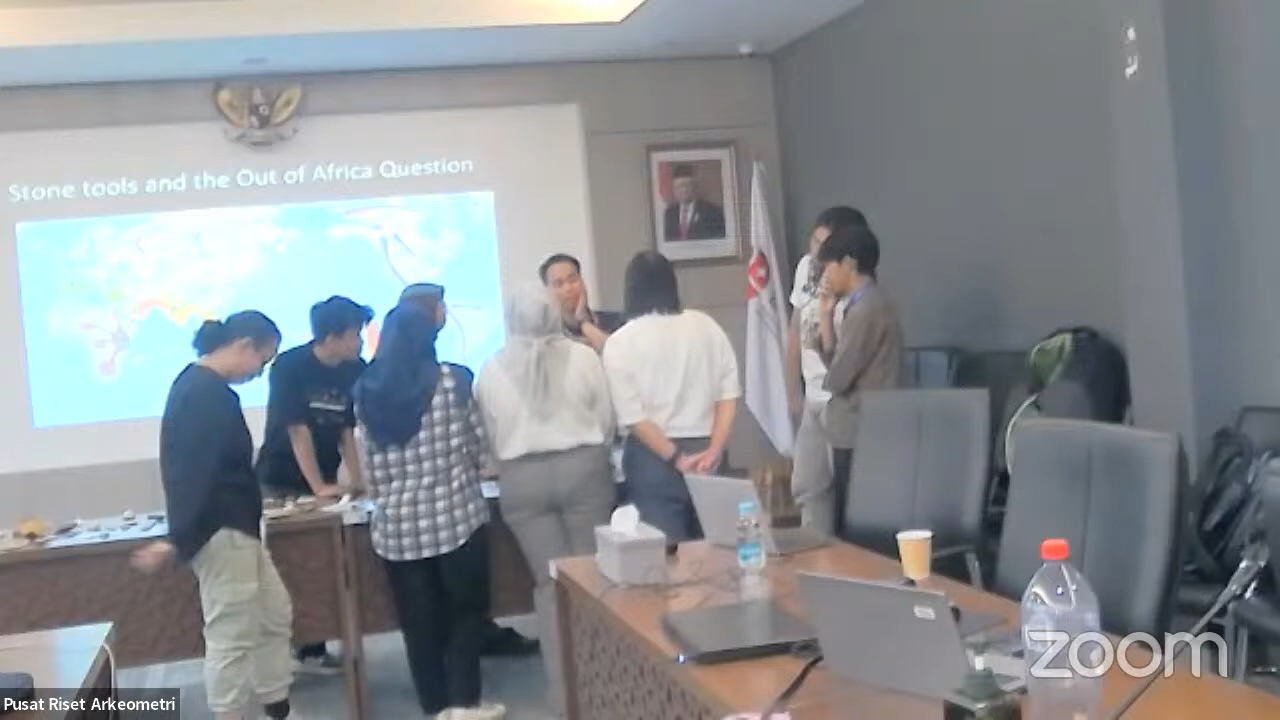 Stone tools and the Out of Africa Question
Pusat Riset Arkeometri
zoom